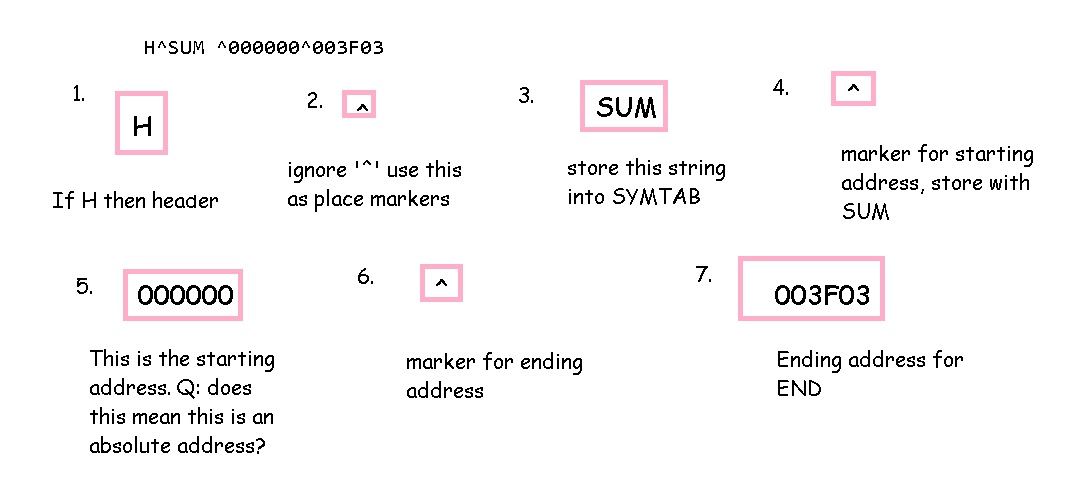 H^SUM ^000000^003F03
1.
H
If H then header
2.
^
ignore '^' use this
as place markers
3.
SUM
store this string
into SYMTAB
4.
^
marker for starting
address, store with
SUM
5.
000000
This is the starting
address. Q: does
this mean this is an
absolute address?
6.
^
marker for ending
address
7.
003F03
Ending address for
END